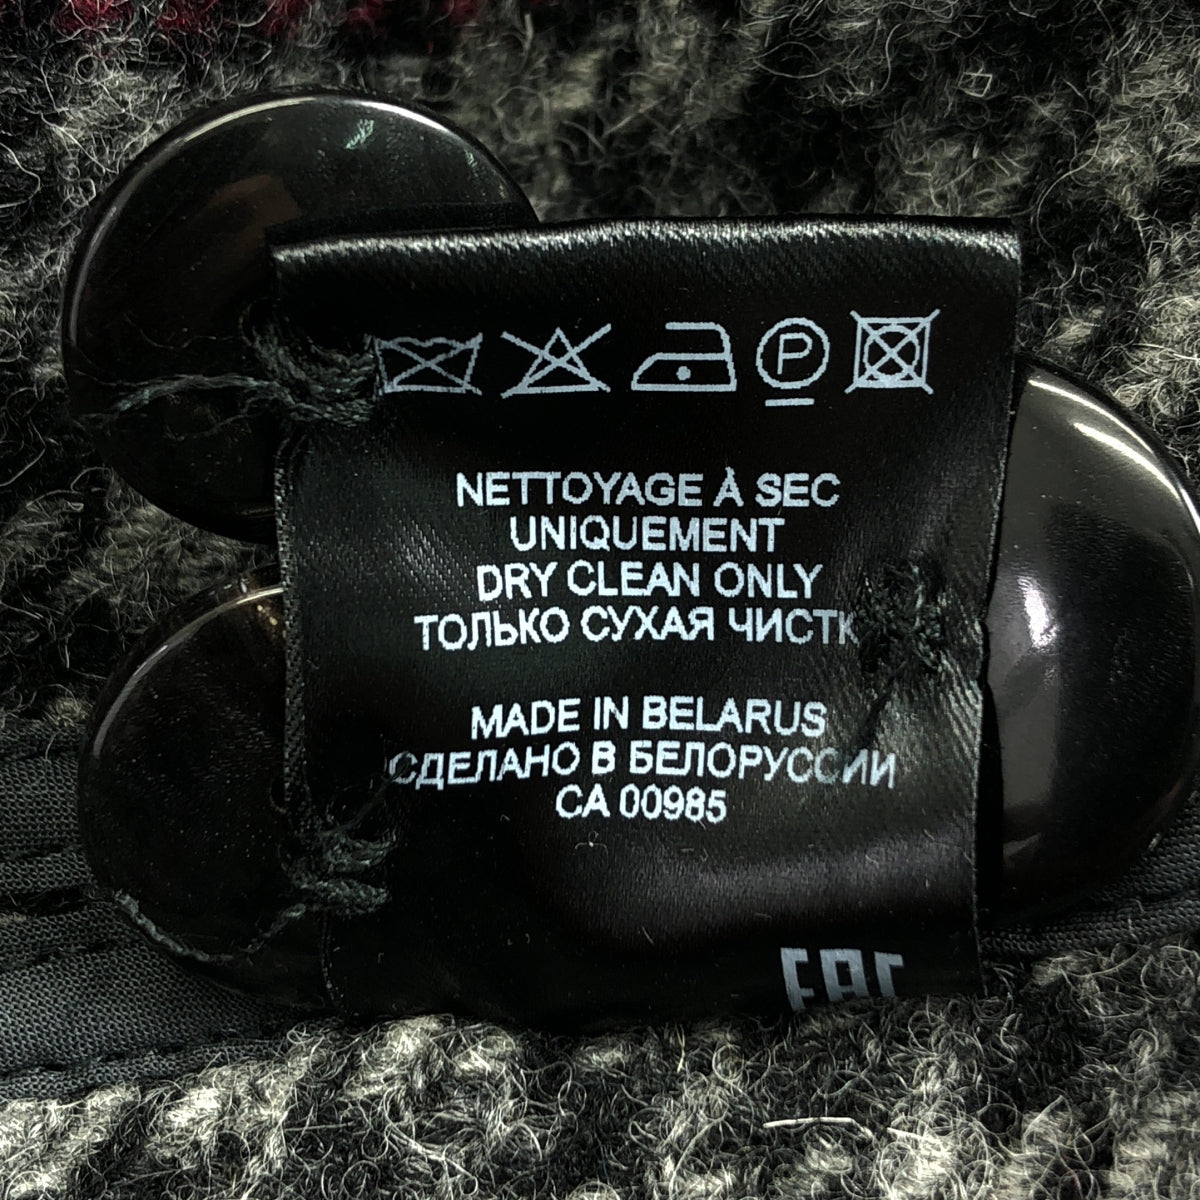 P
NETTOYAGE À SEC
UNIQUEMENT
DRY CLEAN ONLY
ТОЛЬКО СУХАЯ ЧИСТК
MADE IN BELARUS
СДЕЛАНО В БЕЛОРУССИИ
CA 00985
EAC